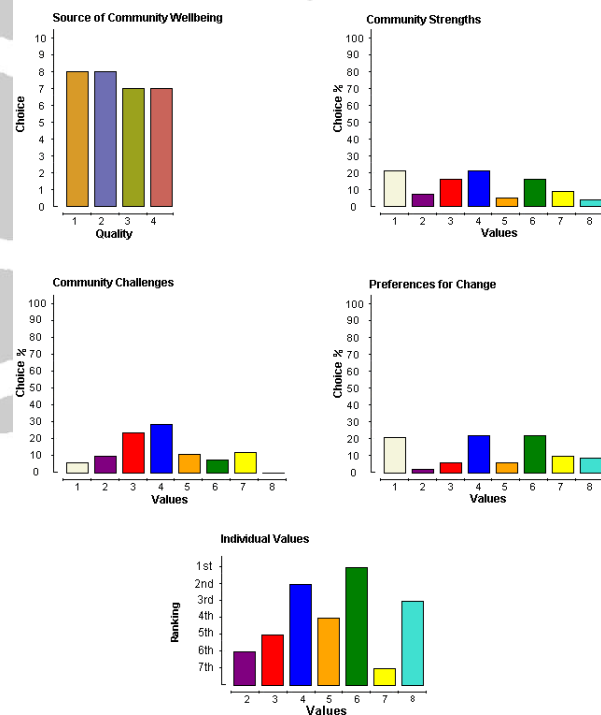 Source of Community Wellbeing
10
9
8
7
6
5
4
3
2
1
0
Choice
1 2 3 4
Quality
Community Strengths
100
90
80
70
60
50
40
30
20
10
0
Choice %
1 2 3 4 5 6 7 8
Values
Community Challenges
100
90
80
70
60
50
40
30
20
10
0
Choice %
1 2 3 4 5 6 7 8
Values
Preferences for Change
100
90
80
70
60
50
40
30
20
10
0
Choice %
1 2 3 4 5 6 7 8
Values
Individual Values
1st
2nd
3rd
4th
5th
6th
7th
Ranking
2 3 4 5 6 7 8
Values